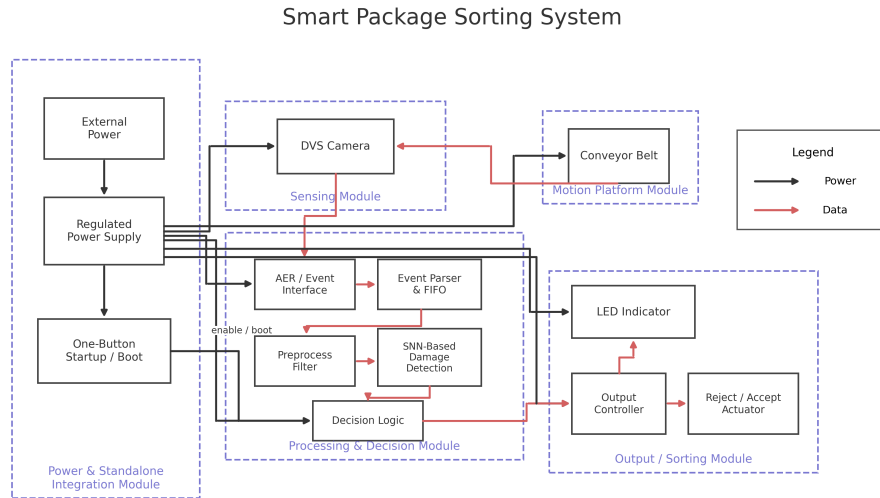 Smart Package Sorting System
External
Power
Regulated
Power Supply
One-Button
Startup / Boot
Power & Standalone
Integration Module
DVS Camera
Sensing Module
Conveyor Belt
Motion Platform Module
Legend
Power
Data
AER / Event
Interface
Event Parser
& FIFO
enable / boot
Preprocess
Filter
SNN-Based
Damage
Detection
Decision Logic
Processing & Decision Module
LED Indicator
Output
Controller
Reject / Accept
Actuator
Output / Sorting Module